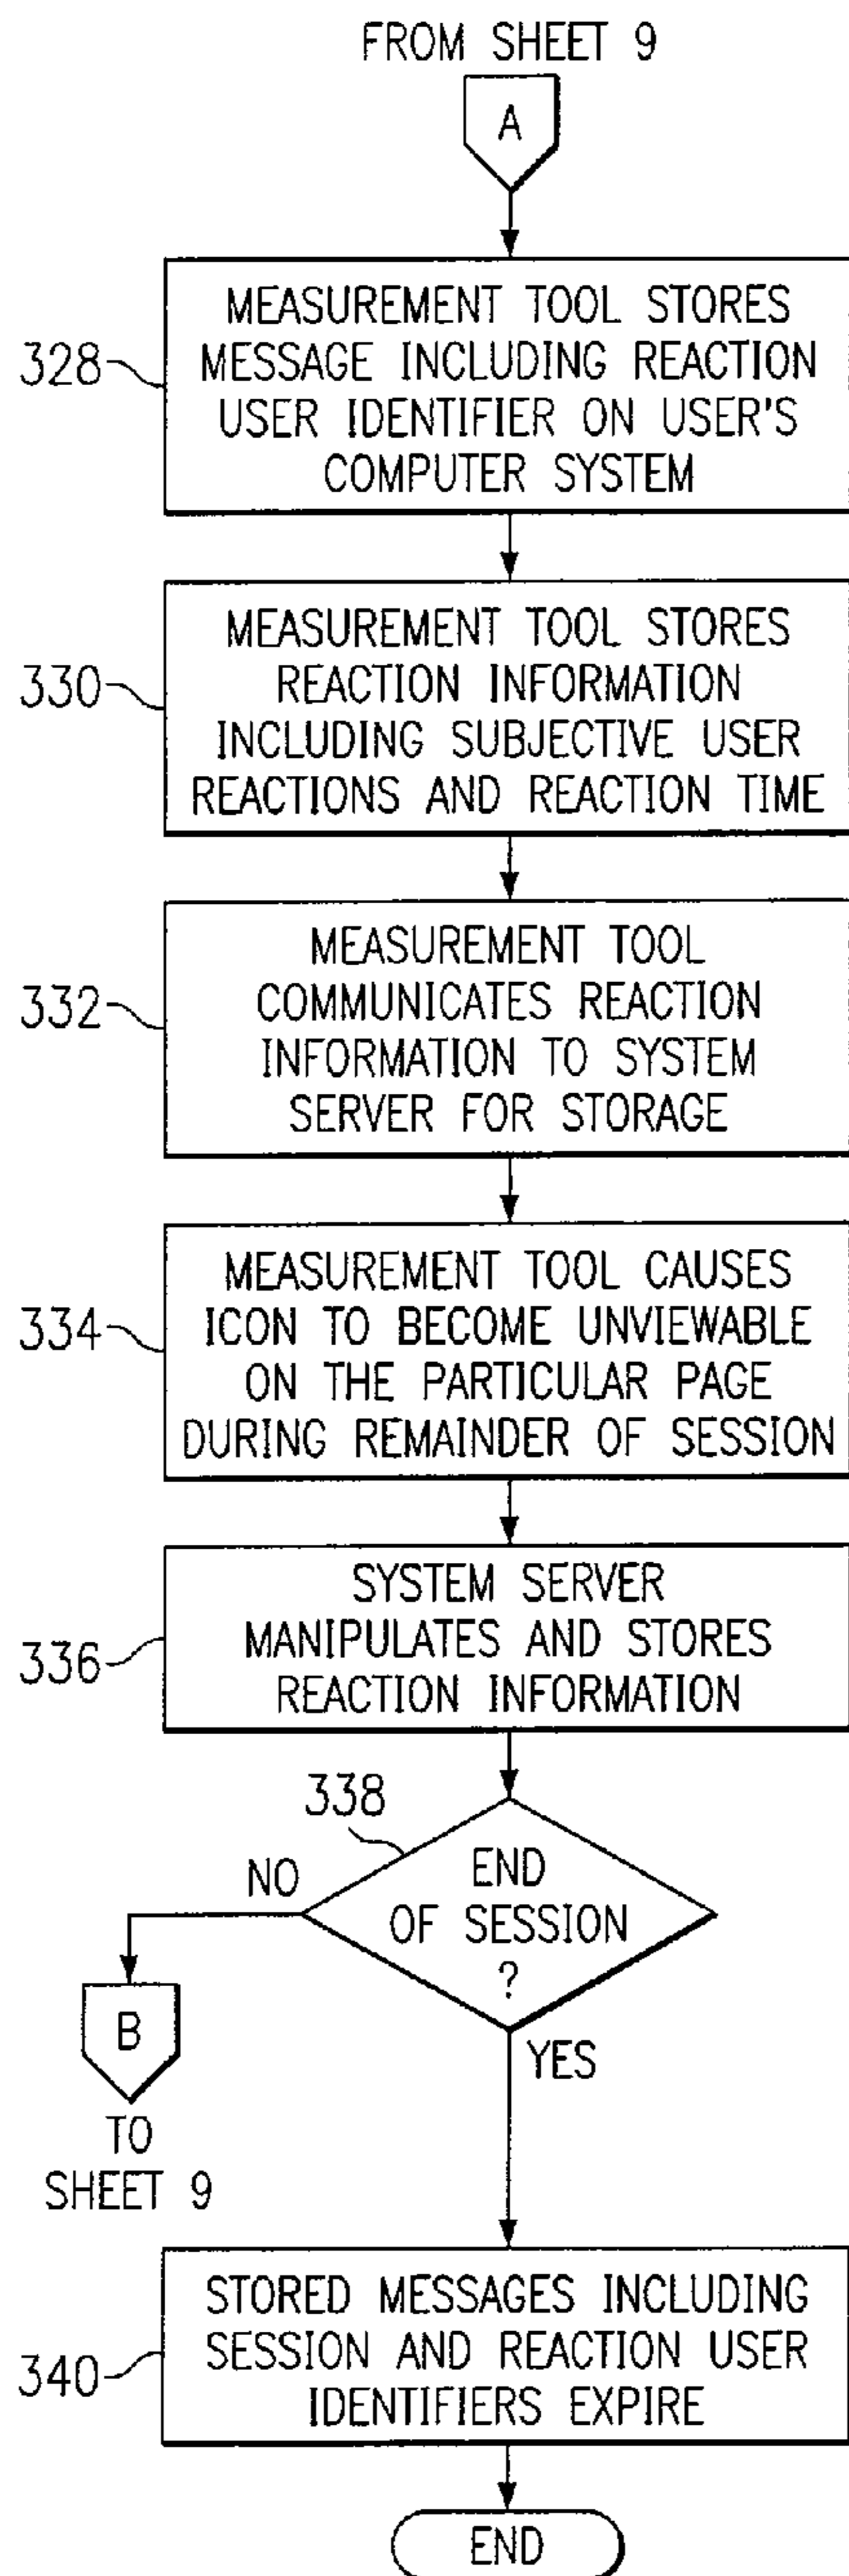 FROM SHEET 9
A
328
MEASUREMENT TOOL STORES
MESSAGE INCLUDING REACTION
USER IDENTIFIER ON USER'S
COMPUTER SYSTEM
330
MEASUREMENT TOOL STORES
REACTION INFORMATION
INCLUDING SUBJECTIVE USER
REACTIONS AND REACTION TIME
332
MEASUREMENT TOOL
COMMUNICATES REACTION
INFORMATION TO SYSTEM
SERVER FOR STORAGE
334
MEASUREMENT TOOL CAUSES
ICON TO BECOME UNVIEWABLE
ON THE PARTICULAR PAGE
DURING REMAINDER OF SESSION
336
SYSTEM SERVER
MANIPULATES AND STORES
REACTION INFORMATION
338
END
OF SESSION
?
NO
B
TO
SHEET 9
YES
340
STORED MESSAGES INCLUDING
SESSION AND REACTION USER
IDENTIFIERS EXPIRE
END